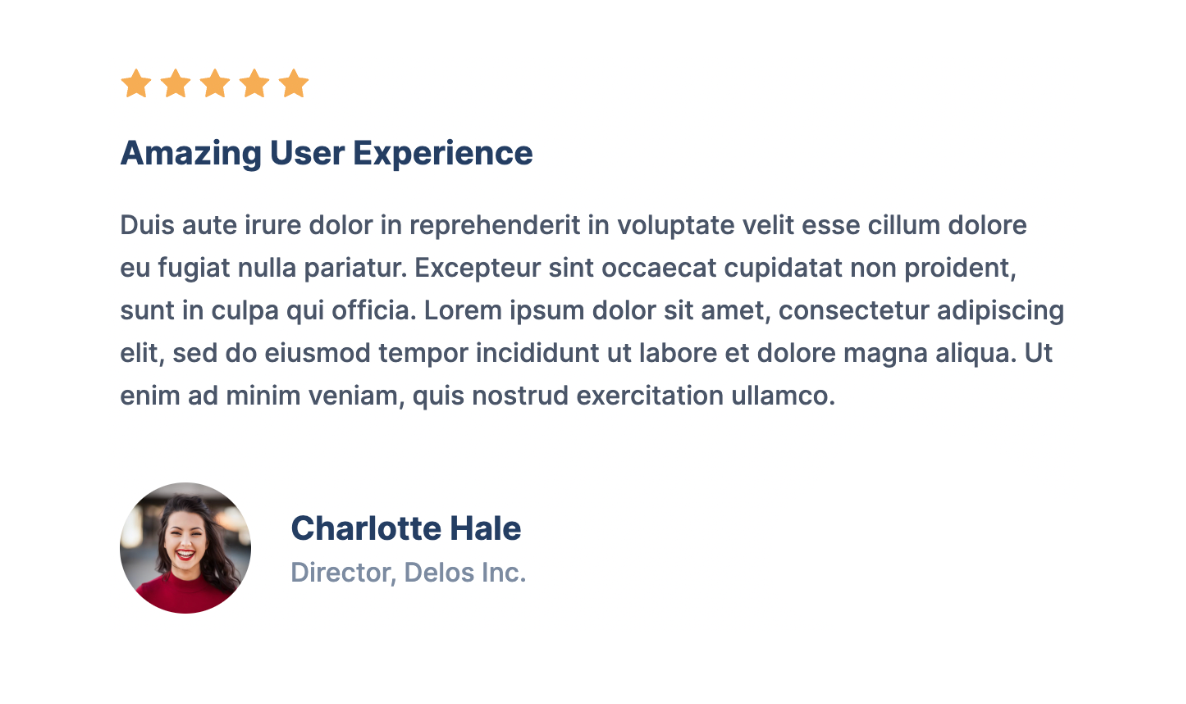 Amazing User Experience
Duis aute irure dolor in reprehenderit in voluptate velit esse cillum dolore
eu fugiat nulla pariatur. Excepteur sint occaecat cupidatat non proident,
sunt in culpa qui officia. Lorem ipsum dolor sit amet, consectetur adipiscing
elit, sed do eiusmod tempor incididunt ut labore et dolore magna aliqua. Ut
enim ad minim veniam, quis nostrud exercitation ullamco.
Charlotte Hale
Director, Delos Inc.